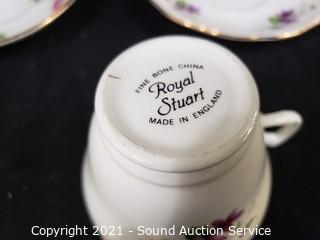 FINE BONE CHINA
Royal
Stuart
MADE IN ENGLAND
Copyright 2021 - Sound Auction Service